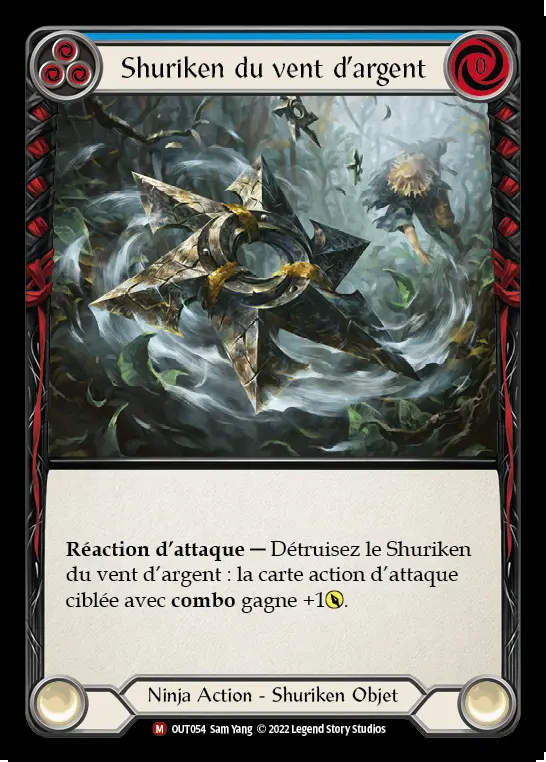 Shuriken du vent d'argent
0
Réaction d'attaque — Détruisez le Shuriken
du vent d'argent : la carte action d'attaque
ciblée avec combo gagne +1.
Ninja Action - Shuriken Objet
M OUT054 Sam Yang © 2022 Legend Story Studios